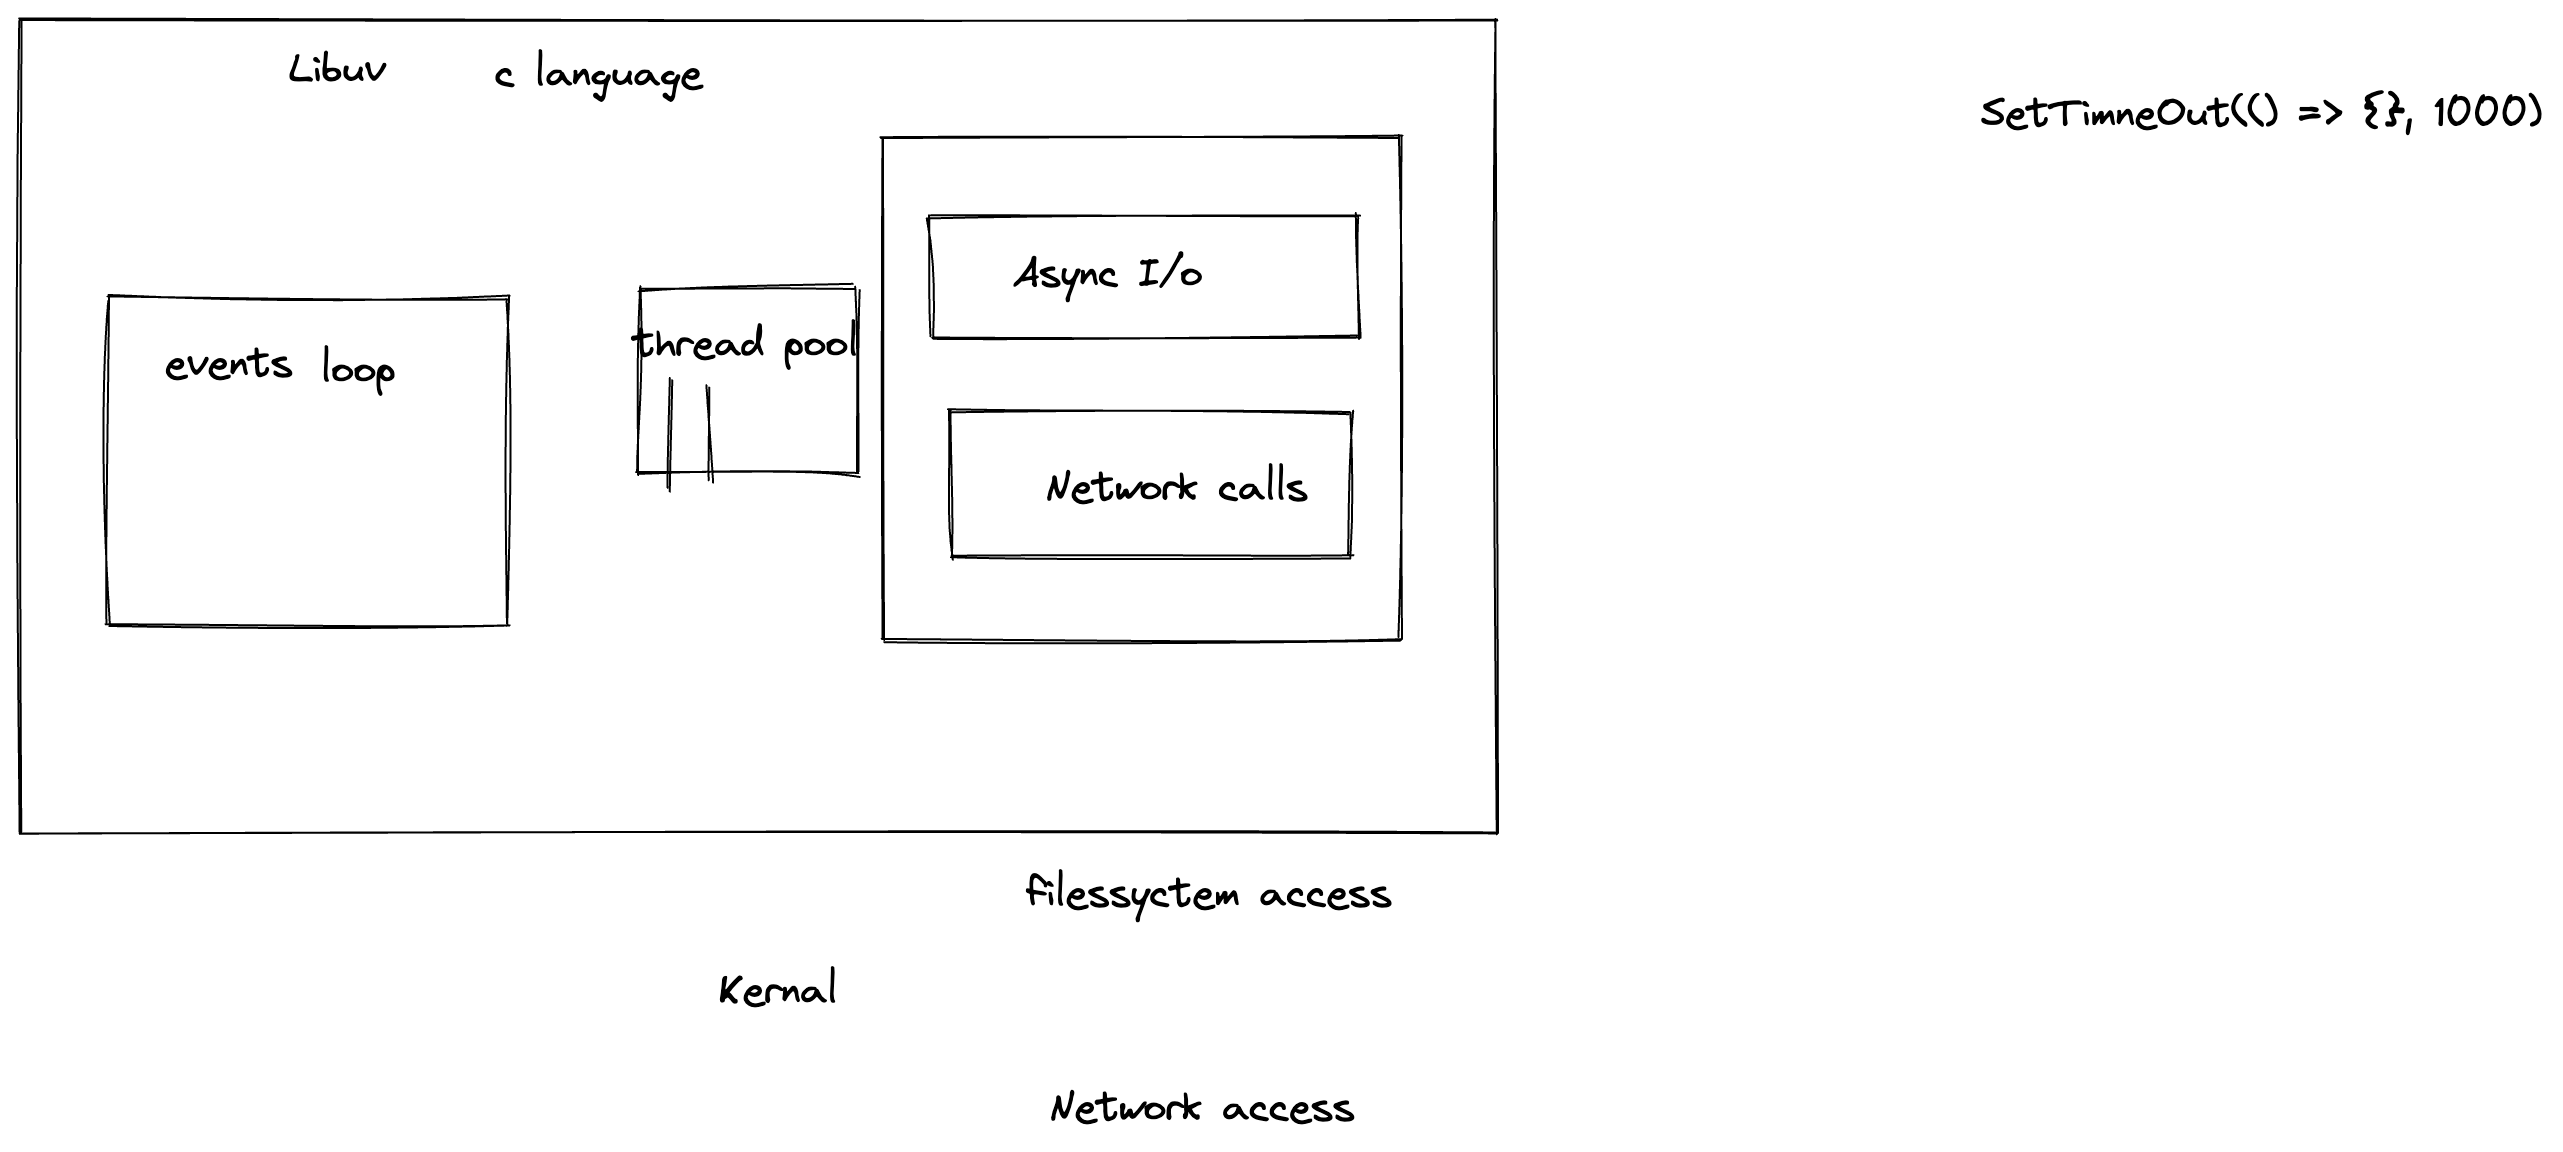 Libuv
c language
SetTimneOut(() => {}, 1000)
Async I/o
thread pool
events loop
Network calls
filessyctem access
Kernal
Network access